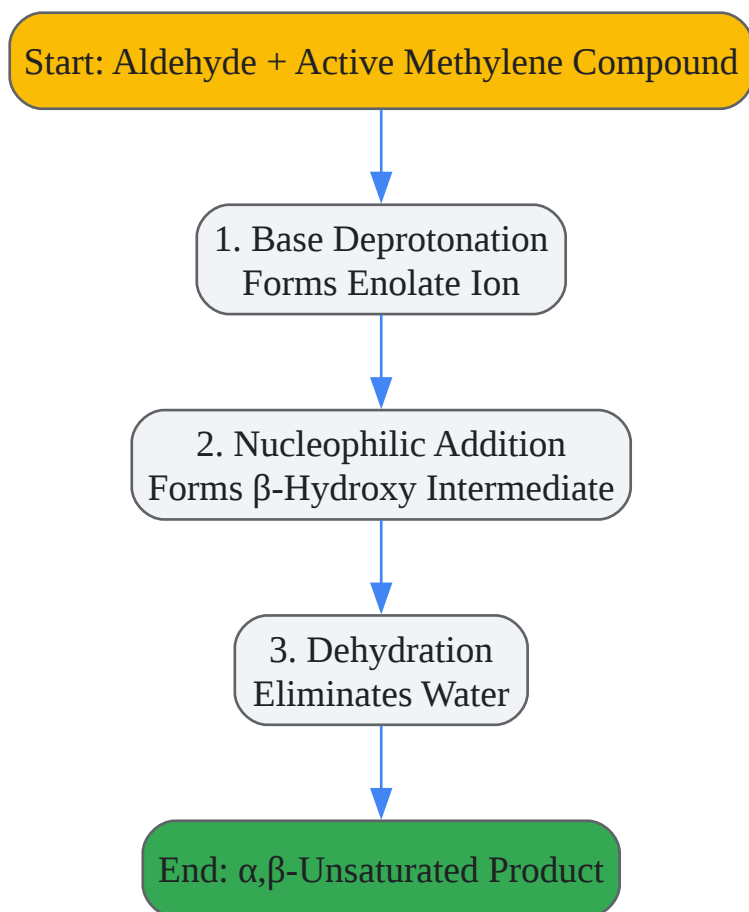 Start: Aldehyde + Active Methylene Compound
1. Base Deprotonation
Forms Enolate Ion
2. Nucleophilic Addition
Forms β-Hydroxy Intermediate
3. Dehydration
Eliminates Water
End: α,β-Unsaturated Product